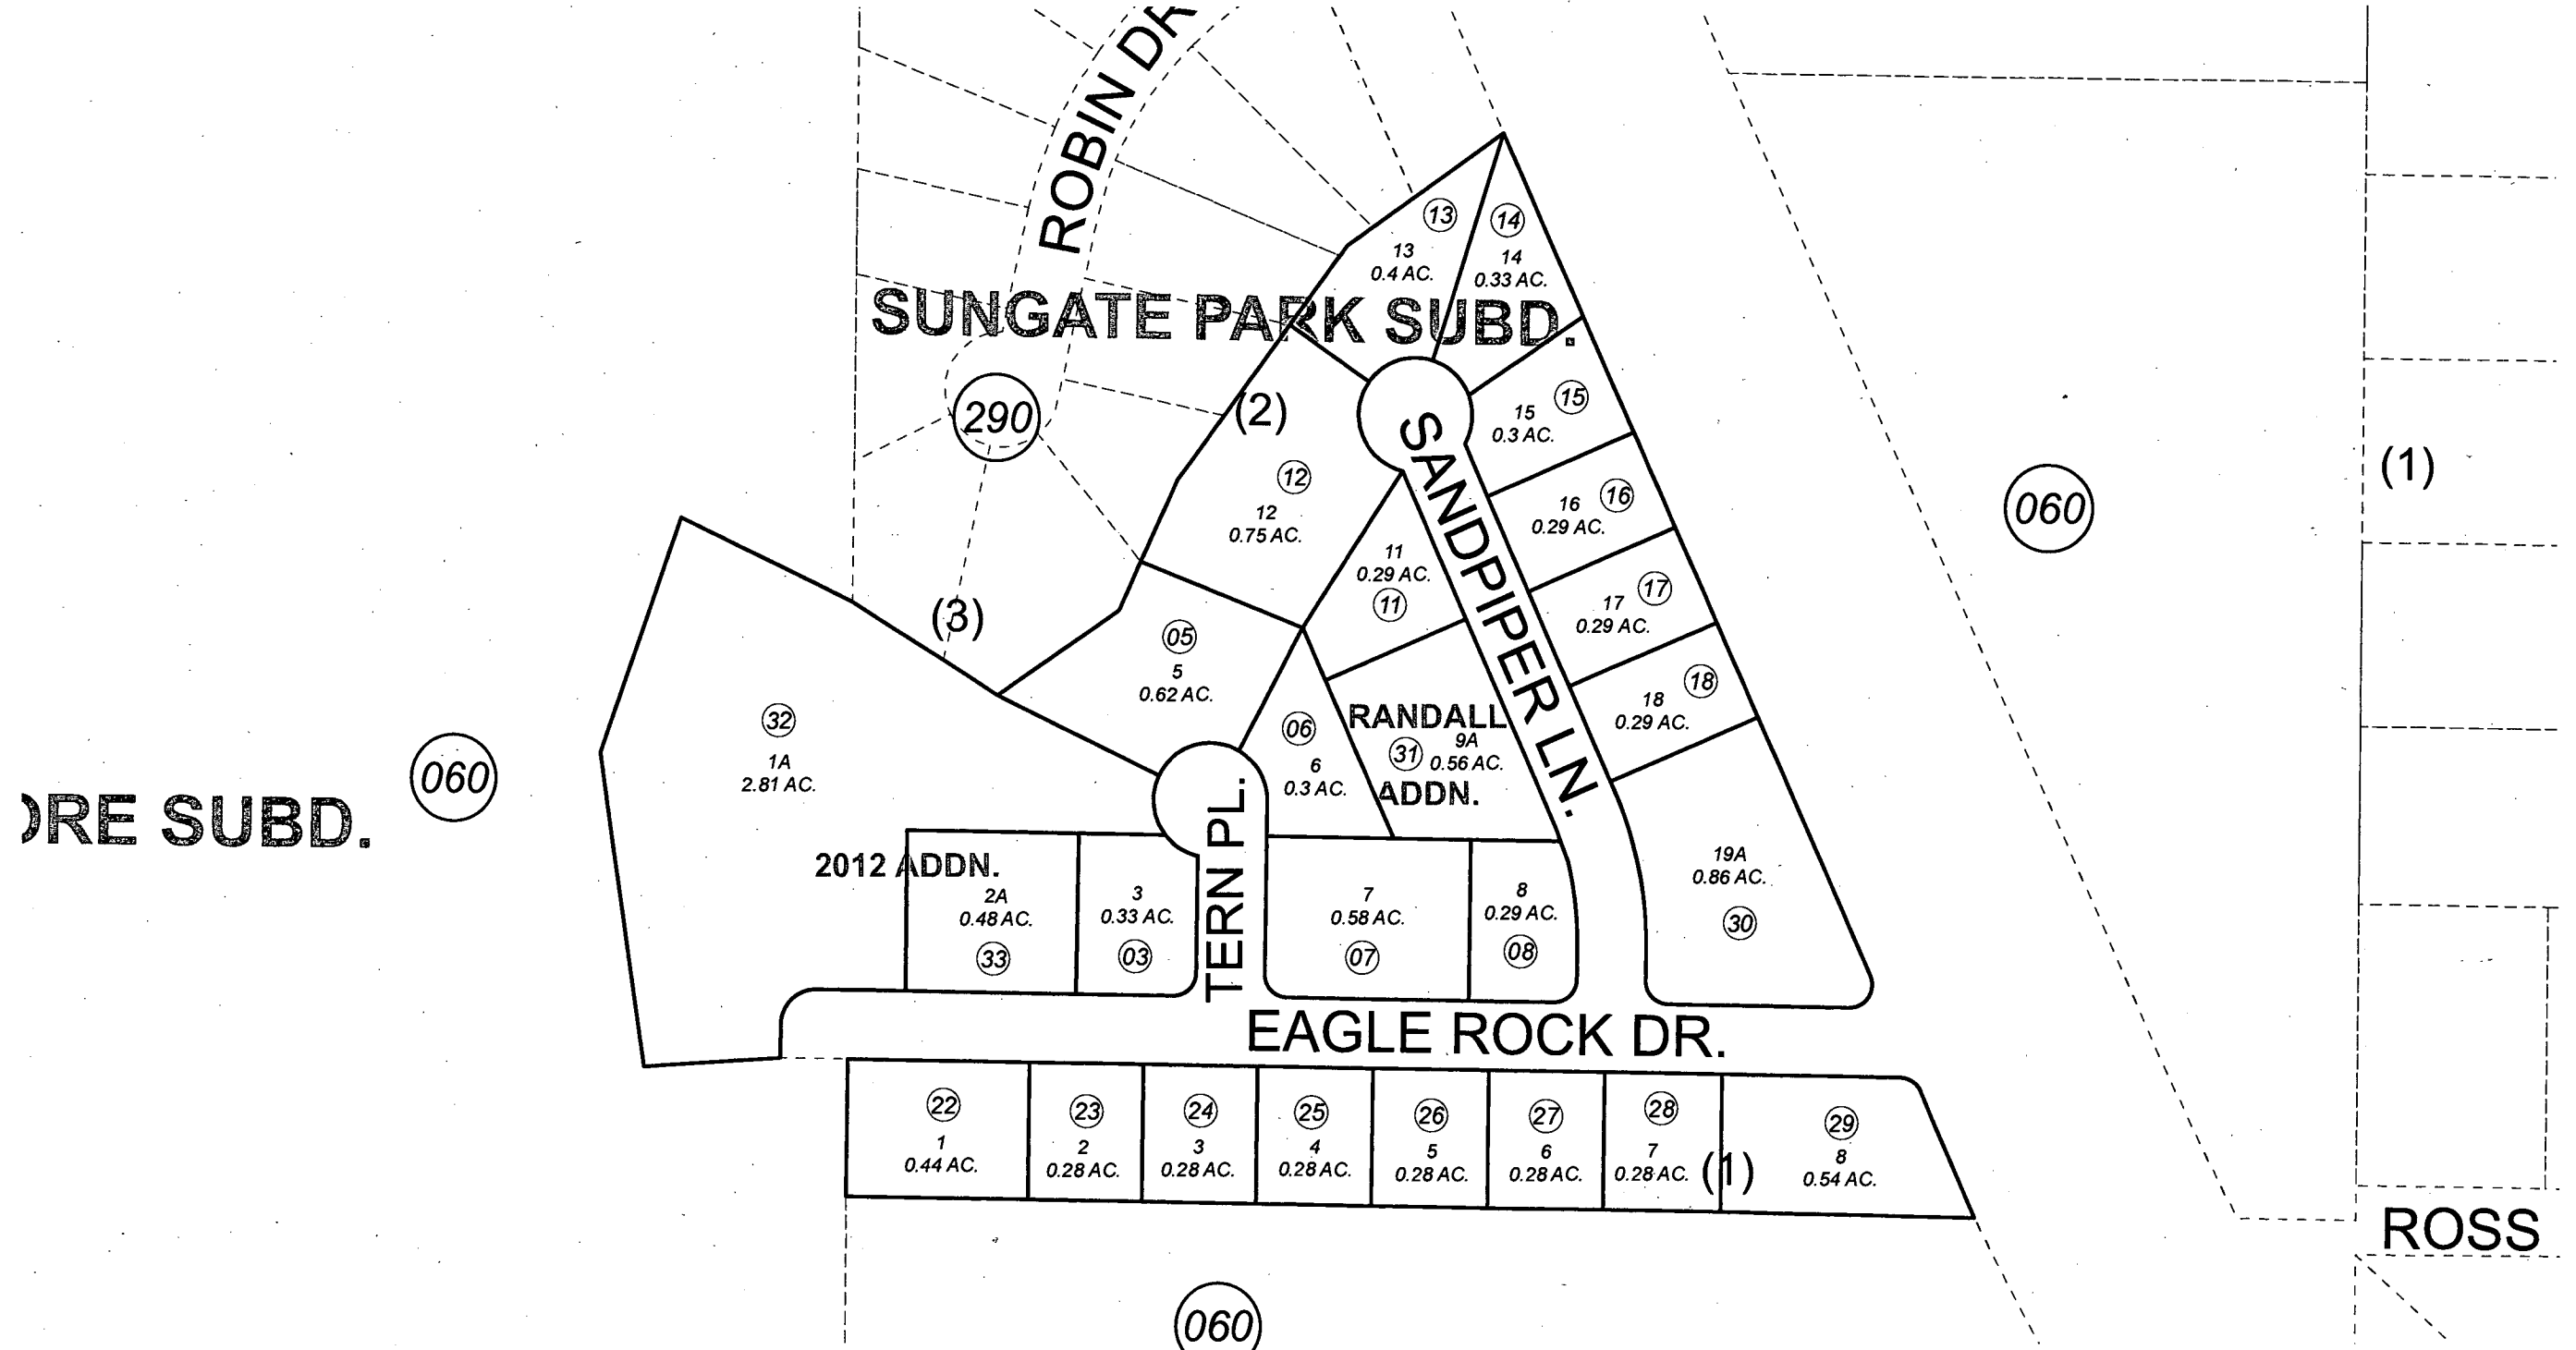 ROBIN DR
13
13
0.4 AC.
14
14
0.33 AC.
SUNGATE PARK SUBD.
290
(2)
15
15
0.3 AC.
12
12
0.75 AC.
16
16
0.29 AC.
060
(1)
11
0.29 AC.
11
SANDPIPER LN.
17
17
0.29 AC.
(3)
05
5
0.62 AC.
18
18
0.29 AC.
32
1A
2.81 AC.
06
6
0.3 AC.
RANDALL
31
9A
0.56 AC.
ADDN.
060
ORE SUBD.
2012 ADDN.
2A
0.48 AC.
33
3
0.33 AC.
03
TERN PL.
7
0.58 AC.
07
8
0.29 AC.
08
19A
0.86 AC.
30
EAGLE ROCK DR.
22
1
0.44 AC.
23
2
0.28 AC.
24
3
0.28 AC.
25
4
0.28 AC.
26
5
0.28 AC.
27
6
0.28 AC.
28
7
0.28 AC.
(1)
29
8
0.54 AC.
ROSS
060